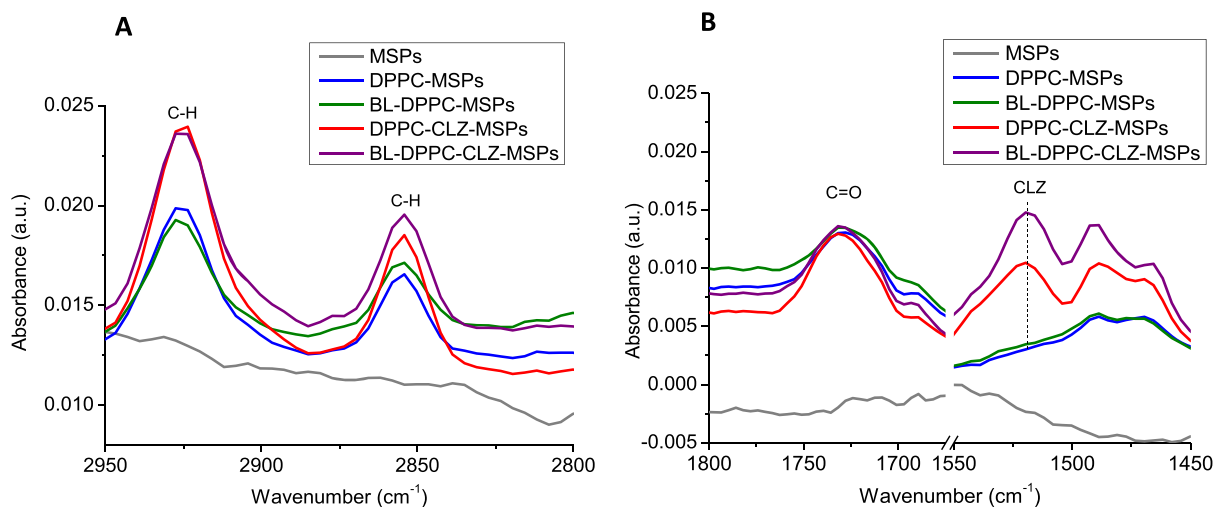 A
MSPs
DPPC-MSPs
BL-DPPC-MSPs
DPPC-CLZ-MSPs
BL-DPPC-CLZ-MSPs
C-H
C-H
0.025
0.020
0.015
0.010
Absorbance (a.u.)
2950
2900
2850
2800
Wavenumber (cm⁻¹)
B
MSPs
DPPC-MSPs
BL-DPPC-MSPs
DPPC-CLZ-MSPs
BL-DPPC-CLZ-MSPs
C=O
CLZ
0.025
0.020
0.015
0.010
0.005
0.000
-0.005
Absorbance (a.u.)
1800
1750
1700
1550
1500
1450
Wavenumber (cm⁻¹)